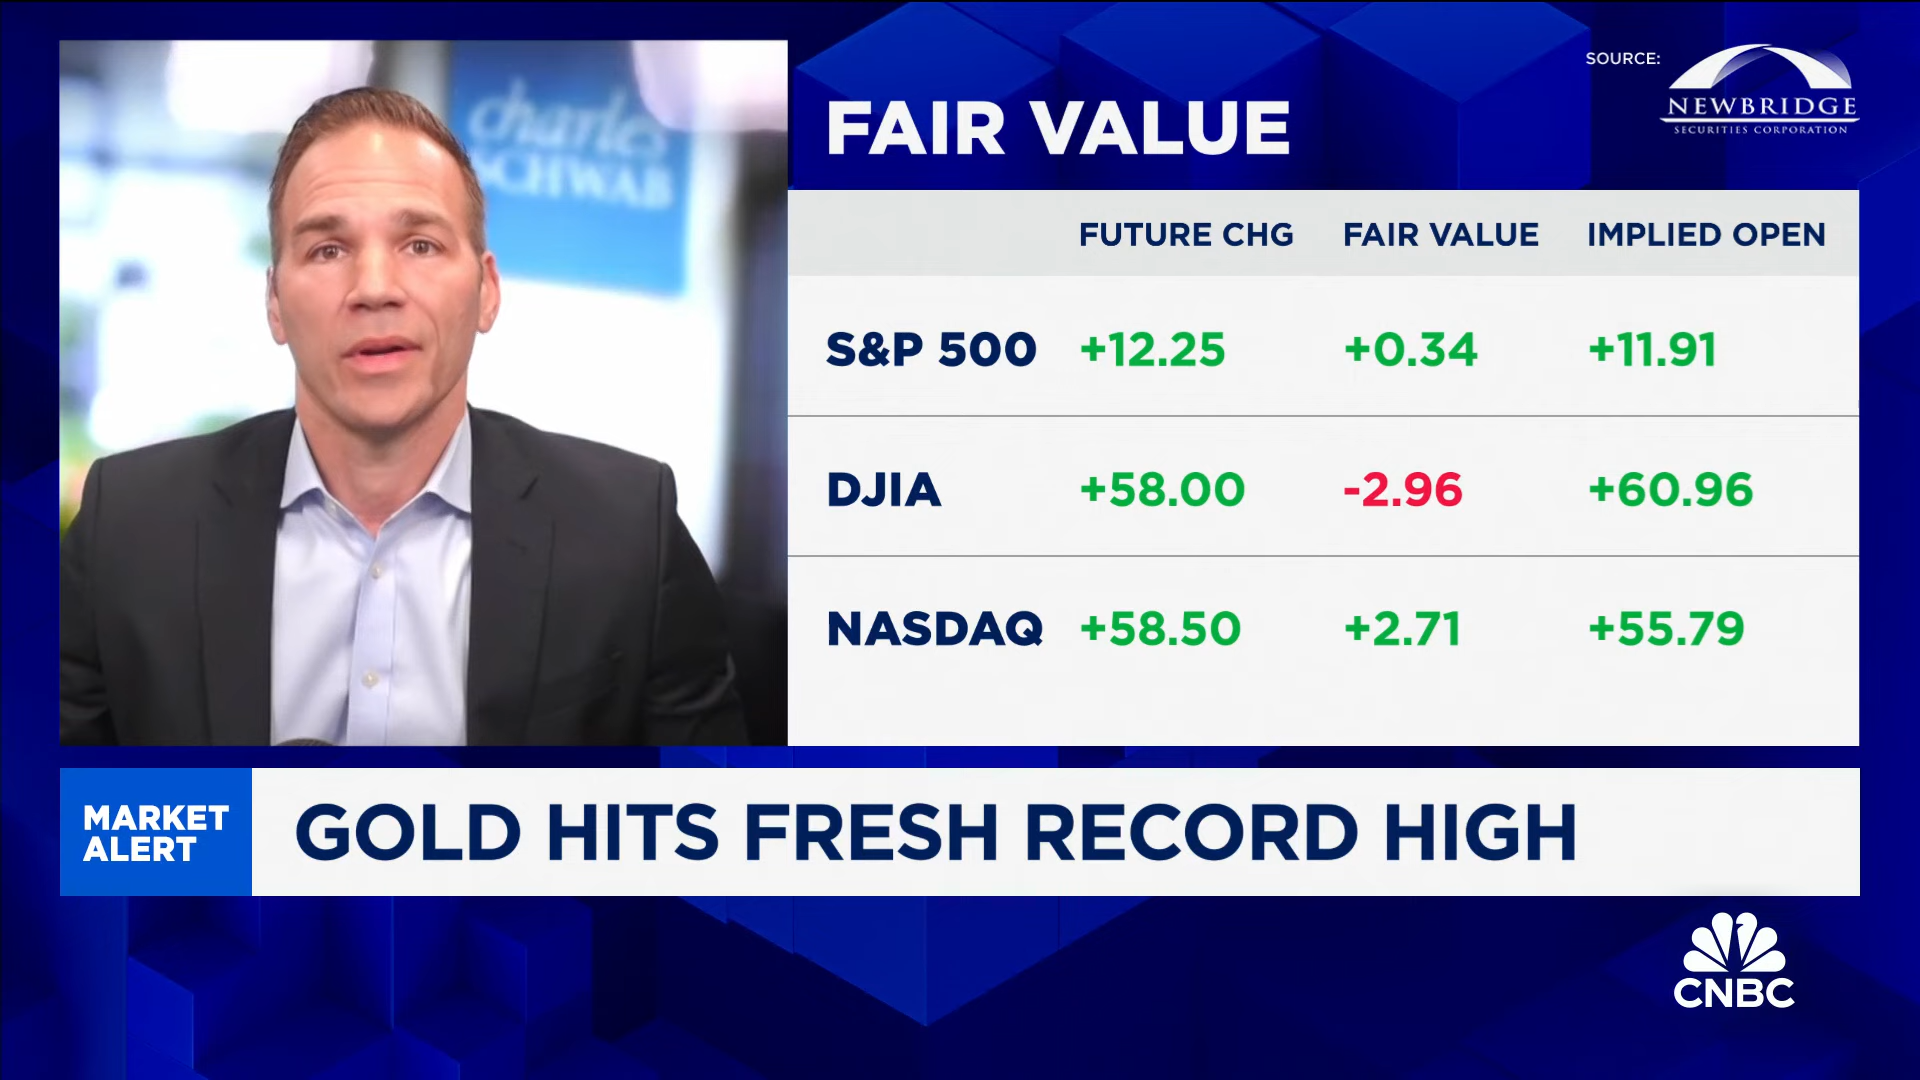 charles
SCHWAB
FAIR VALUE
SOURCE:
NEWBRIDGE
SECURITIES CORPORATION
FUTURE CHG FAIR VALUE IMPLIED OPEN
S&P 500 +12.25 +0.34 +11.91
DJIA +58.00 -2.96 +60.96
NASDAQ +58.50 +2.71 +55.79
MARKET
ALERT
GOLD HITS FRESH RECORD HIGH
CNBC